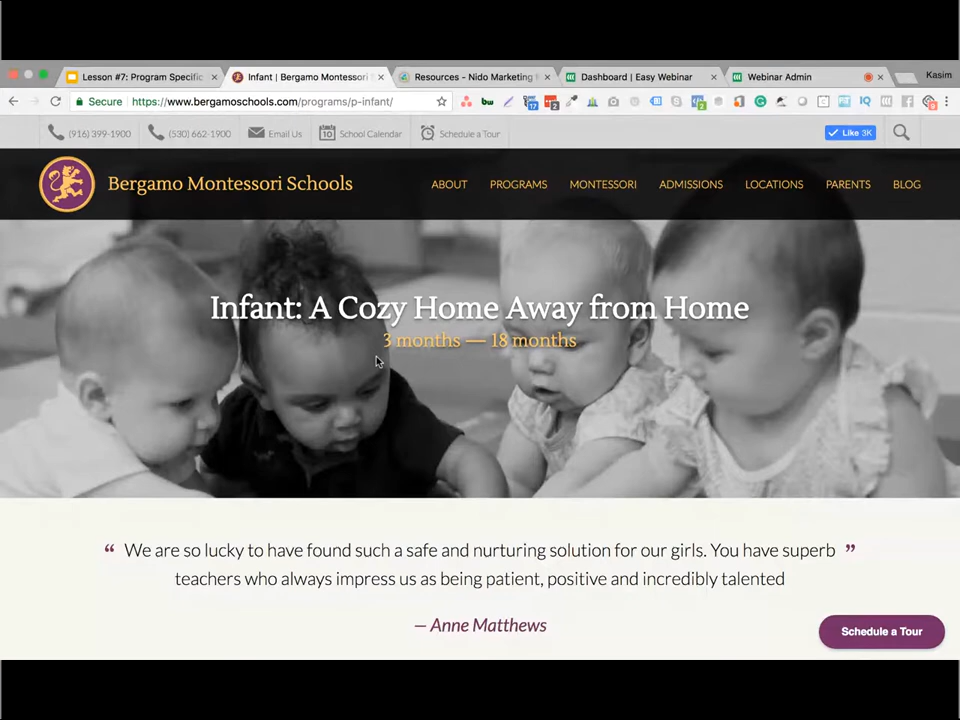 Lesson #7: Program Specific
Infant | Bergamo Montessori
Resources - Nido Marketing
Dashboard | Easy Webinar
Webinar Admin
Kasim
Secure
https://www.bergamoschools.com/programs/p-infant/
(916) 399-1900
(530) 662-1900
Email Us
School Calendar
Schedule a Tour
Like 3K
Bergamo Montessori Schools
ABOUT
PROGRAMS
MONTESSORI
ADMISSIONS
LOCATIONS
PARENTS
BLOG
Infant: A Cozy Home Away from Home
3 months — 18 months
“ We are so lucky to have found such a safe and nurturing solution for our girls. You have superb ”
teachers who always impress us as being patient, positive and incredibly talented
— Anne Matthews
Schedule a Tour